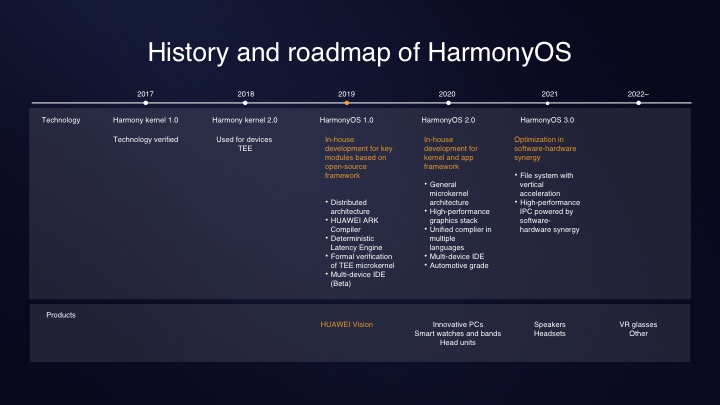 History and roadmap of HarmonyOS
2017
2018
2019
2020
2021
2022–
Technology
Harmony kernel 1.0
Technology verified
Harmony kernel 2.0
Used for devices
TEE
HarmonyOS 1.0
In-house
development for key
modules based on
open-source
framework
• Distributed
architecture
• HUAWEI ARK
Compiler
• Deterministic
Latency Engine
• Formal verification
of TEE microkernel
• Multi-device IDE
(Beta)
HarmonyOS 2.0
In-house
development for
kernel and app
framework
• General
microkernel
architecture
• High-performance
graphics stack
• Unified complier in
multiple
languages
• Multi-device IDE
• Automotive grade
HarmonyOS 3.0
Optimization in
software-hardware
synergy
• File system with
vertical
acceleration
• High-performance
IPC powered by
software-
hardware synergy
Products
HUAWEI Vision
Innovative PCs
Smart watches and bands
Head units
Speakers
Headsets
VR glasses
Other